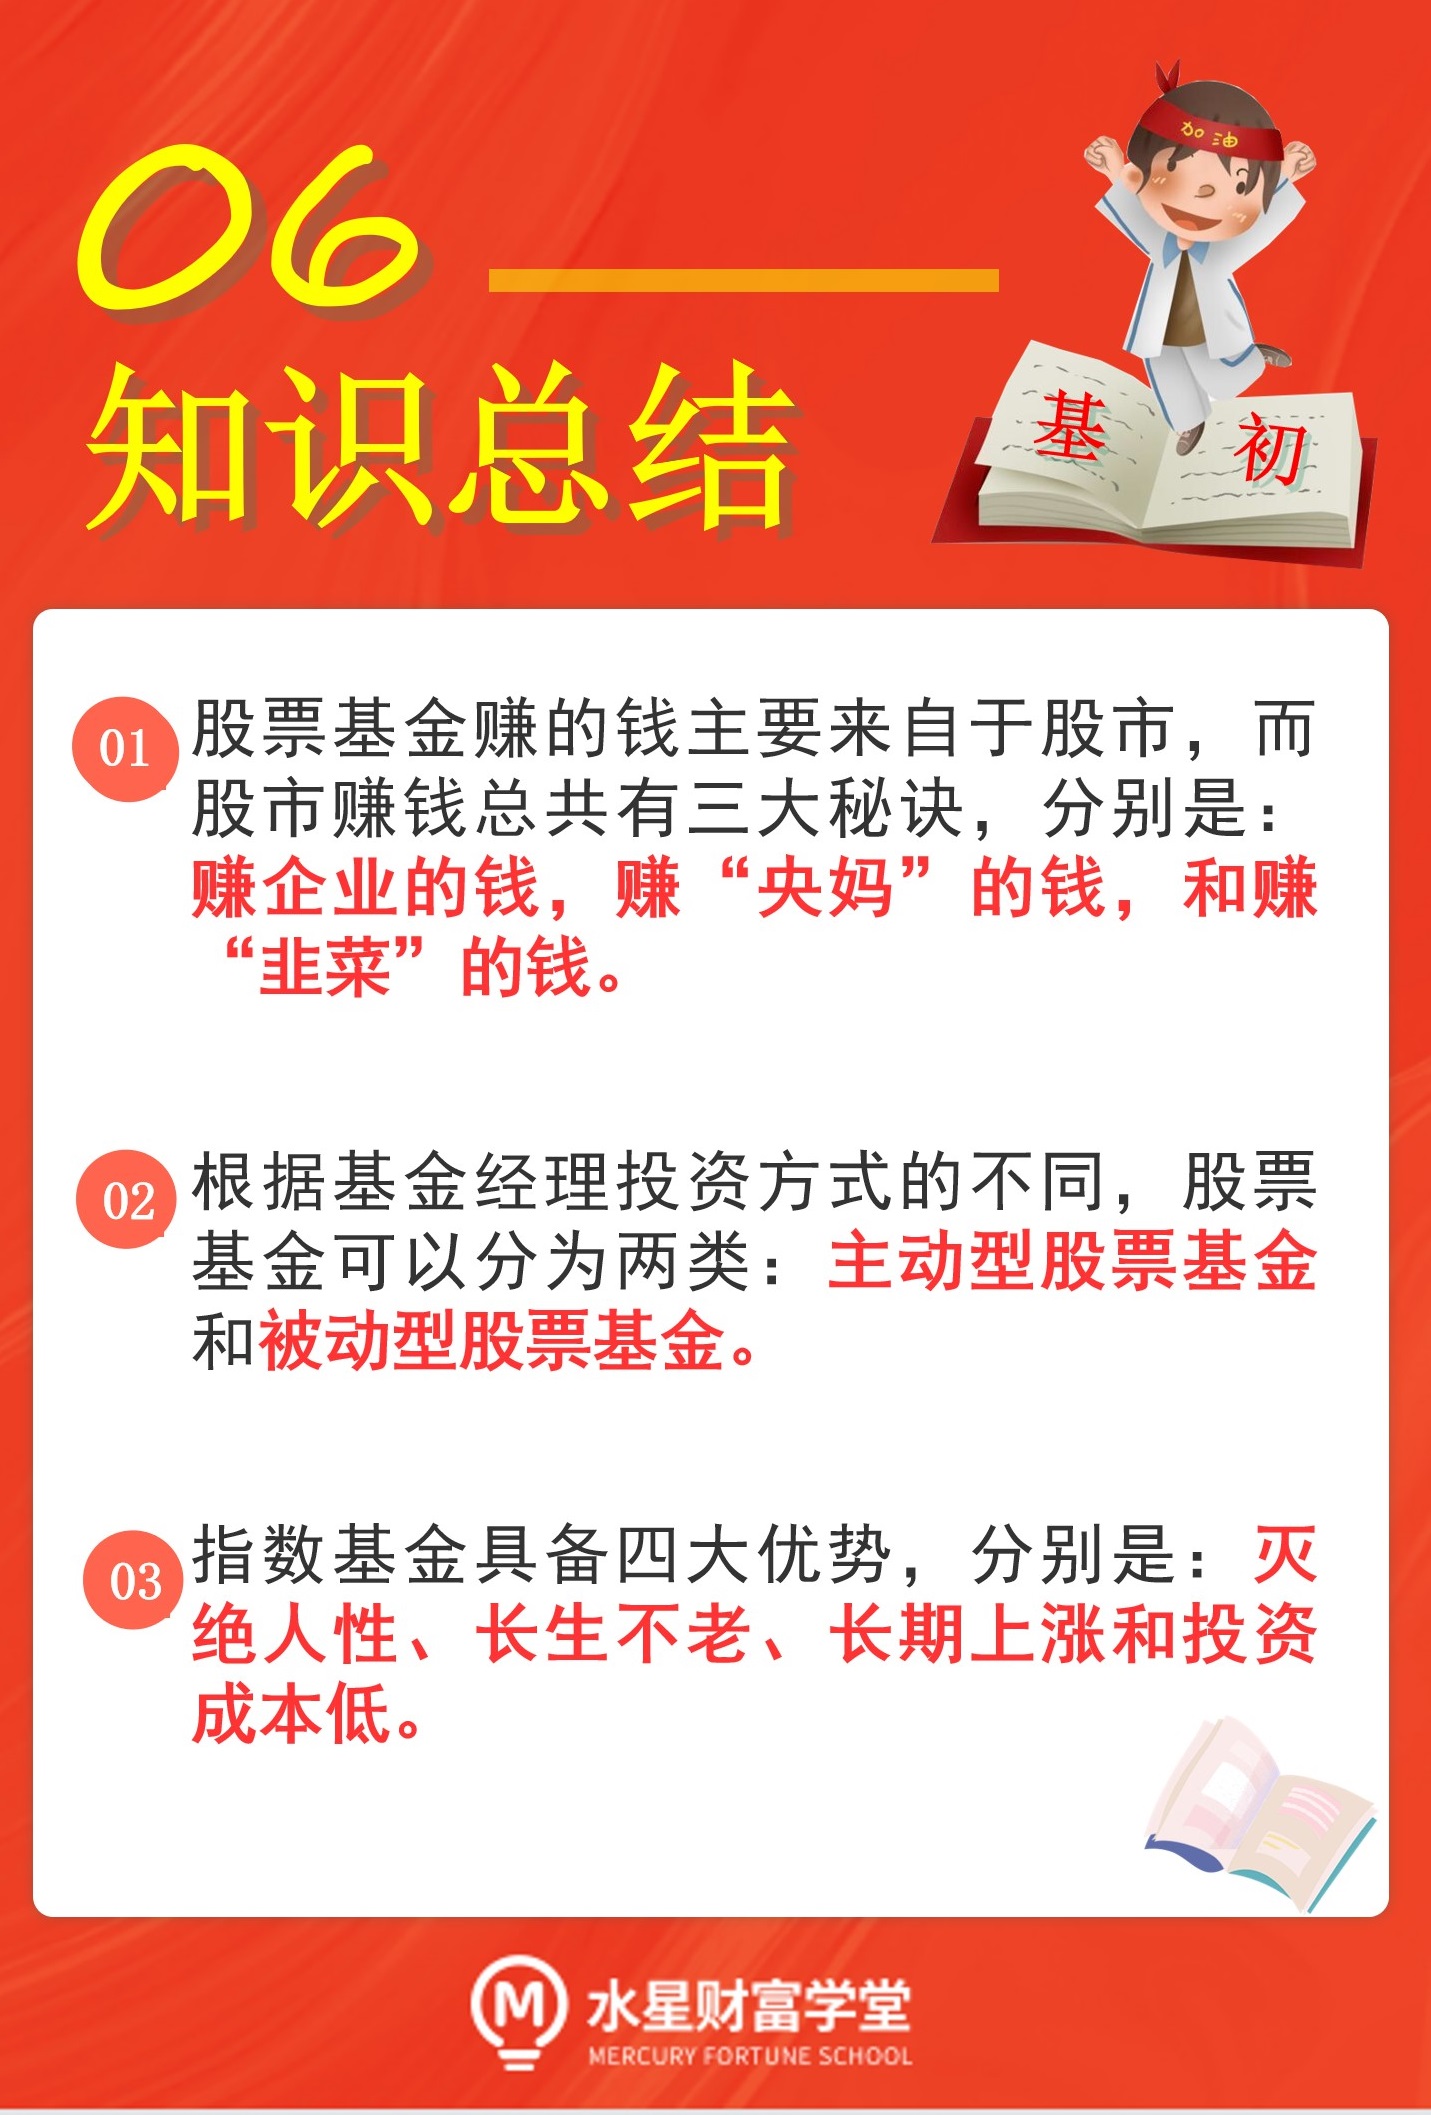 加油
06
知识总结
基 初
01
股票基金赚的钱主要来自于股市，而
股市赚钱总共有三大秘诀，分别是：
赚企业的钱，赚“央妈”的钱，和赚
“韭菜”的钱。
02
根据基金经理投资方式的不同，股票
基金可以分为两类：主动型股票基金
和被动型股票基金。
03
指数基金具备四大优势，分别是：灭
绝人性、长生不老、长期上涨和投资
成本低。
M 水星财富学堂
MERCURY FORTUNE SCHOOL